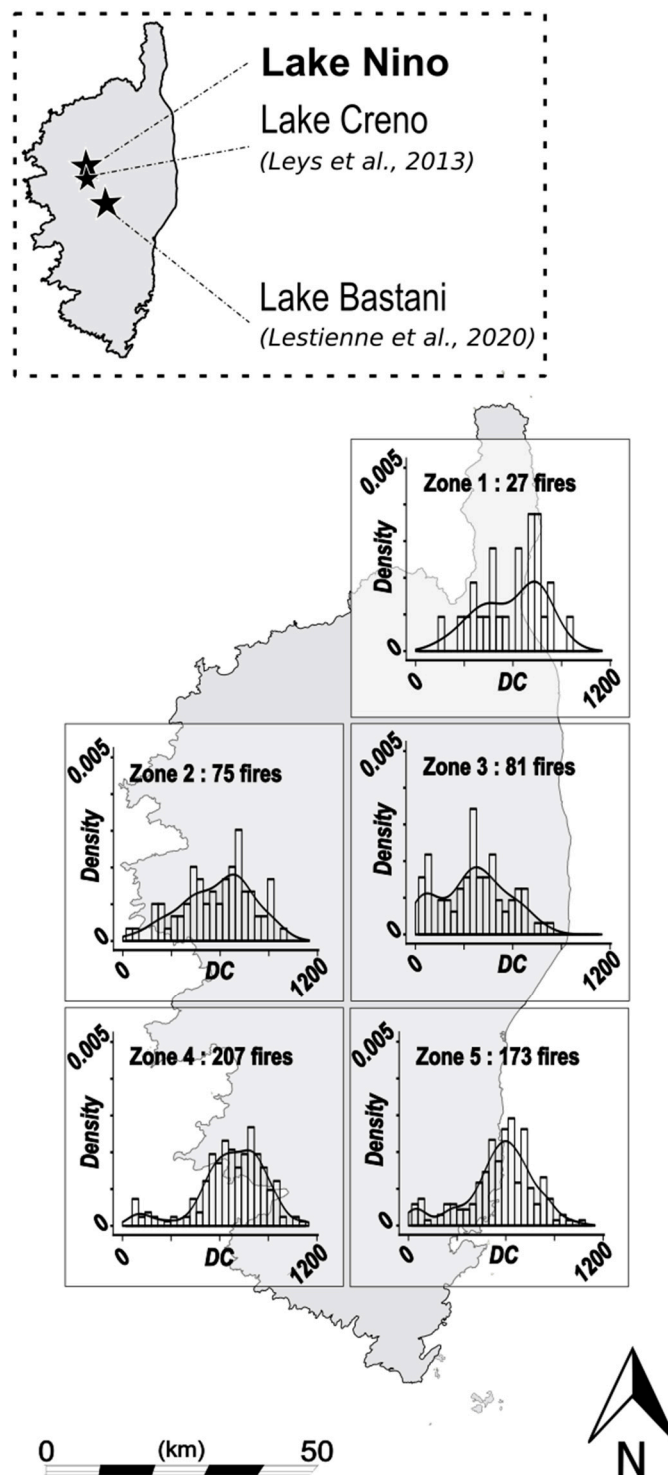 Lake Nino
Lake Creno
(Leys et al., 2013)
Lake Bastani
(Lestienne et al., 2020)
0.005
Zone 1 : 27 fires
Density
0
0
DC
1200
0.005
Zone 2 : 75 fires
Density
0
0
DC
1200
0.005
Zone 3 : 81 fires
Density
0
0
DC
1200
0.005
Zone 4 : 207 fires
Density
0
0
DC
1200
0.005
Zone 5 : 173 fires
Density
0
0
DC
1200
0 (km) 50
N